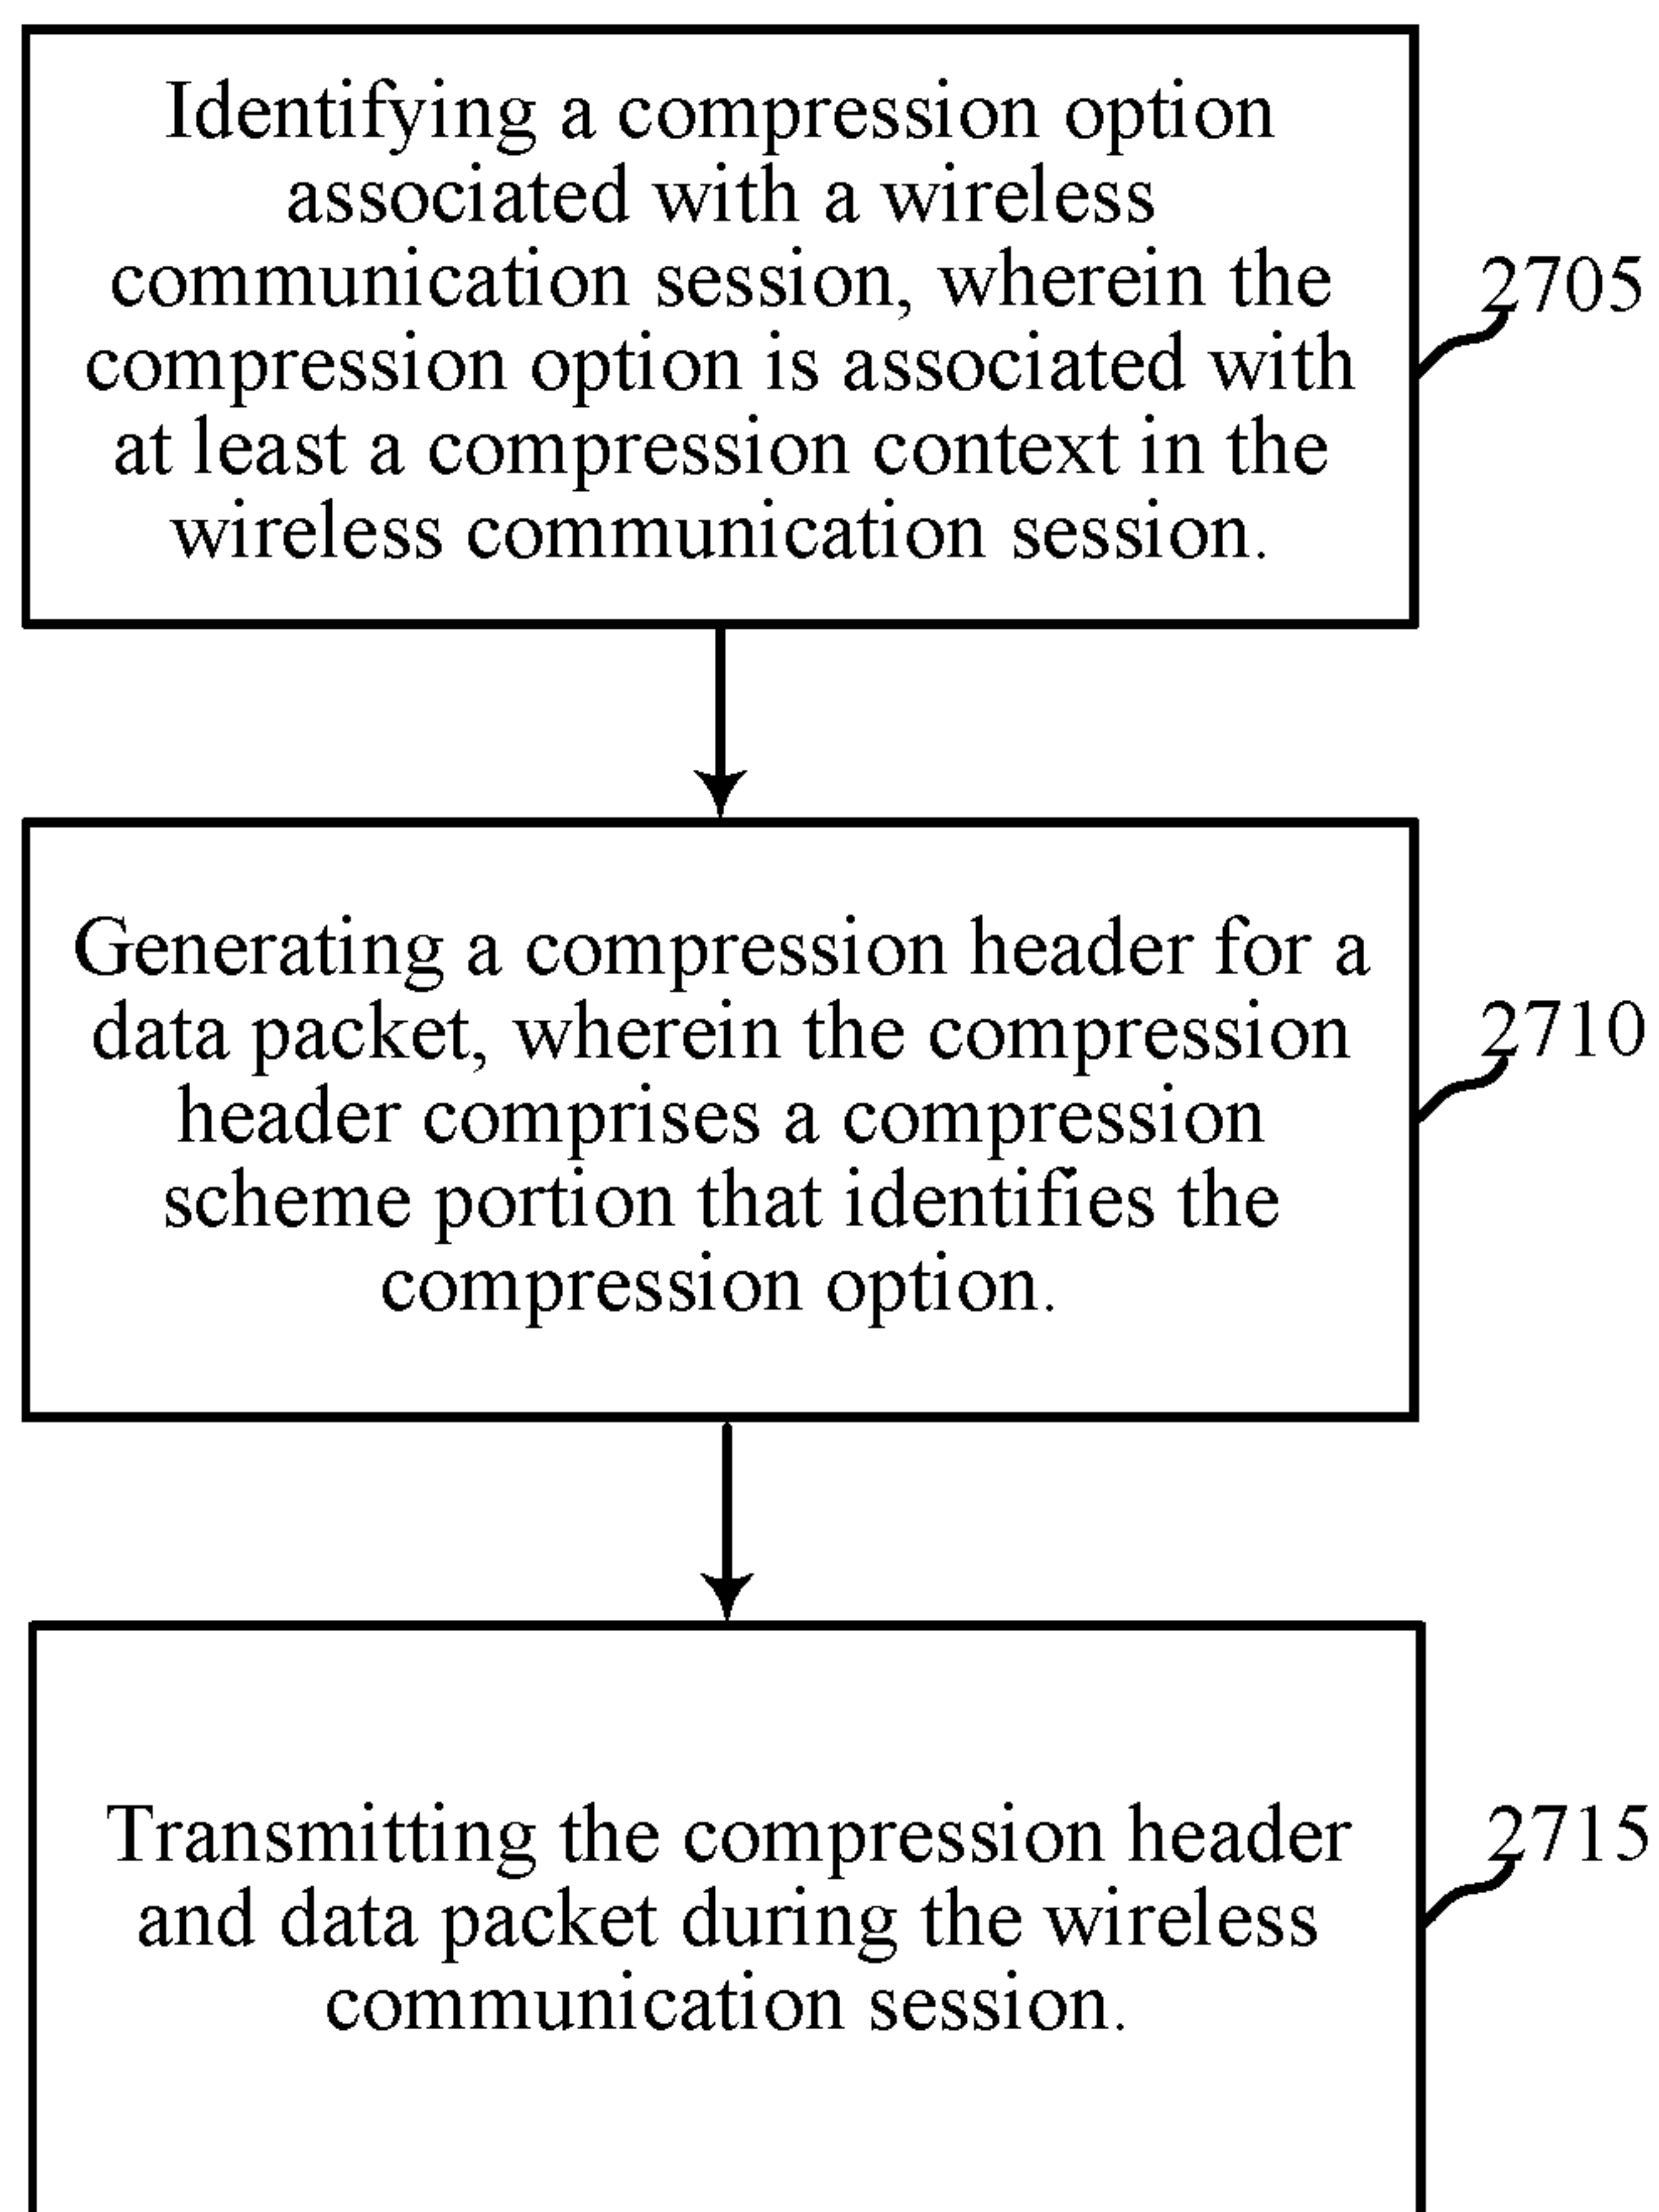 Identifying a compression option
associated with a wireless
communication session, wherein the
compression option is associated with
at least a compression context in the
wireless communication session.
2705
Generating a compression header for a
data packet, wherein the compression
header comprises a compression
scheme portion that identifies the
compression option.
2710
Transmitting the compression header
and data packet during the wireless
communication session.
2715